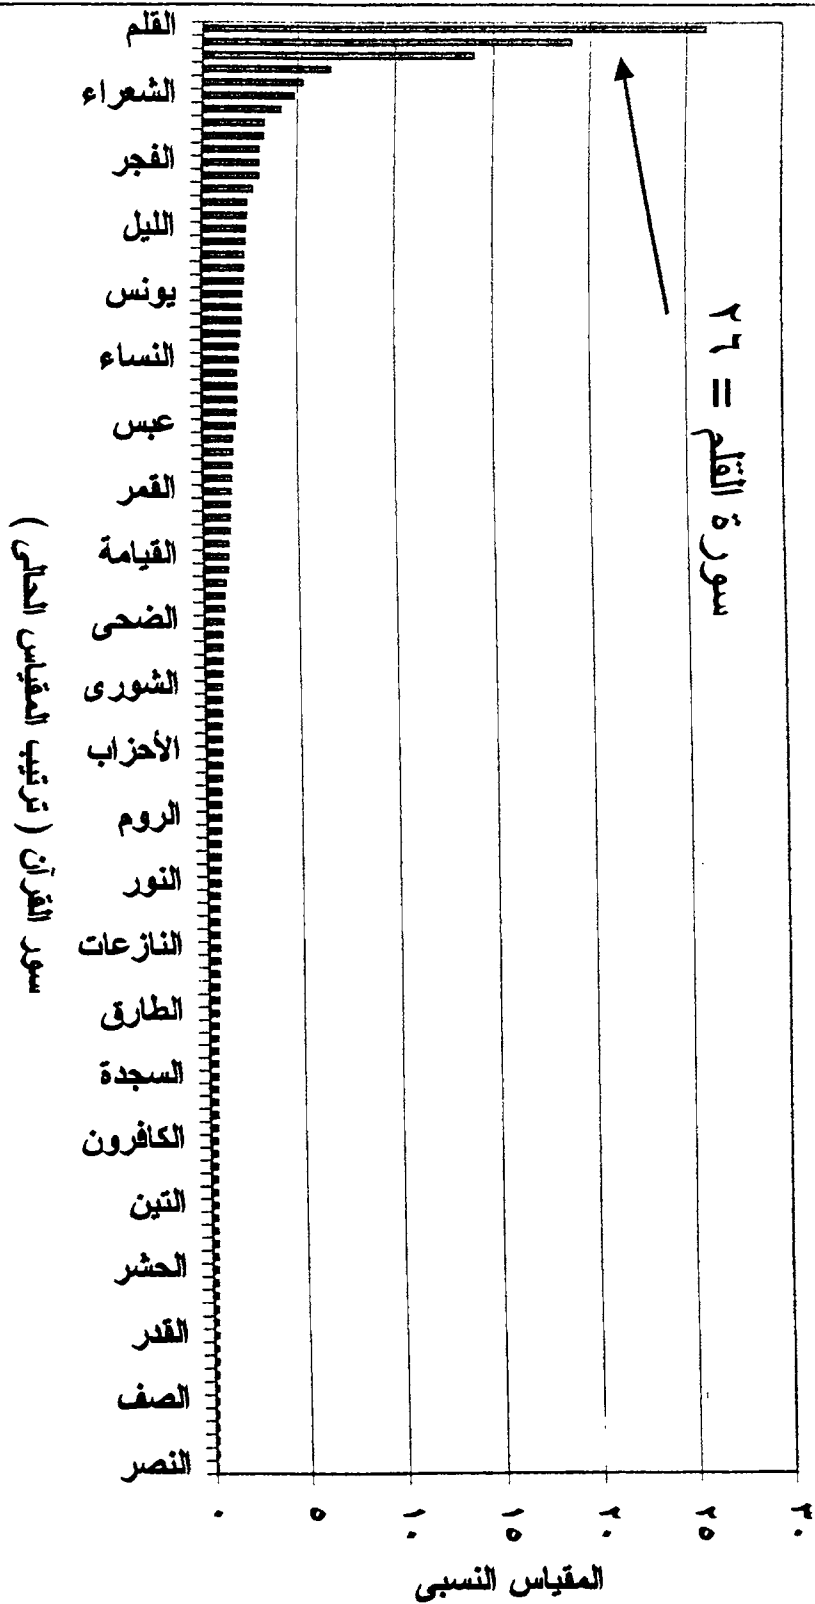 سورة القلم = ٢٦
القلم
الشعراء
الفجر
الليل
يونس
النساء
عبس
القمر
القيامة
الضحى
الشورى
الأحزاب
الروم
النور
النازعات
الطارق
السجدة
الكافرون
التين
الحشر
القدر
الصف
النصر
سور القرآن ( ترتيب المقياس الحالى )
٠
٥
١٠
١٥
٢٠
٢٥
٣٠
المقياس النسبى